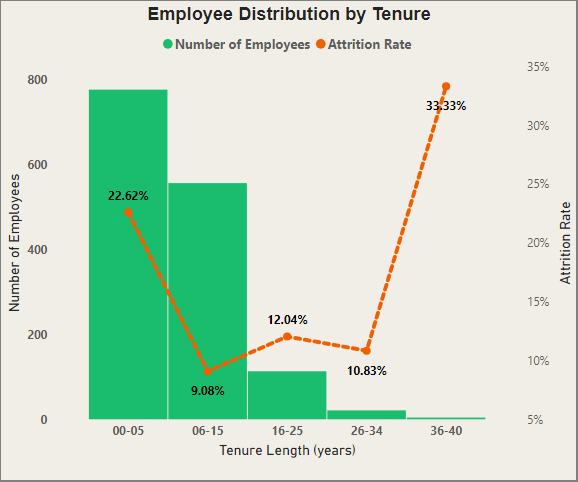 Employee Distribution by Tenure
Number of Employees Attrition Rate
35%
800
33.33%
30%
600
25%
22.62%
20%
400
15%
12.04%
200
10.83%
10%
9.08%
0
5%
00-05 06-15 16-25 26-34 36-40
Tenure Length (years)
Number of Employees
Attrition Rate